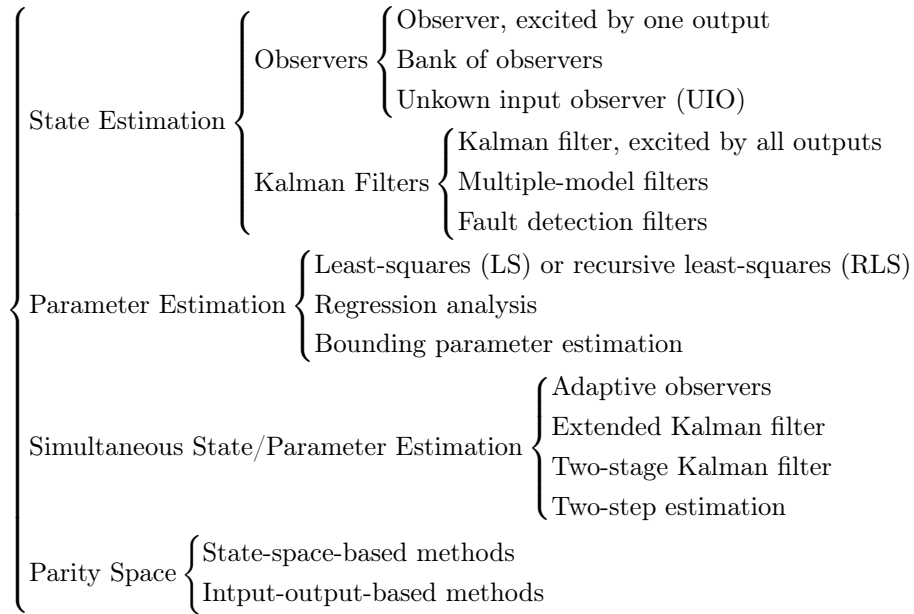 State Estimation
Observers
Observer, excited by one output
Bank of observers
Unkown input observer (UIO)
Kalman Filters
Kalman filter, excited by all outputs
Multiple-model filters
Fault detection filters
Parameter Estimation
Least-squares (LS) or recursive least-squares (RLS)
Regression analysis
Bounding parameter estimation
Simultaneous State/Parameter Estimation
Adaptive observers
Extended Kalman filter
Two-stage Kalman filter
Two-step estimation
Parity Space
State-space-based methods
Intput-output-based methods